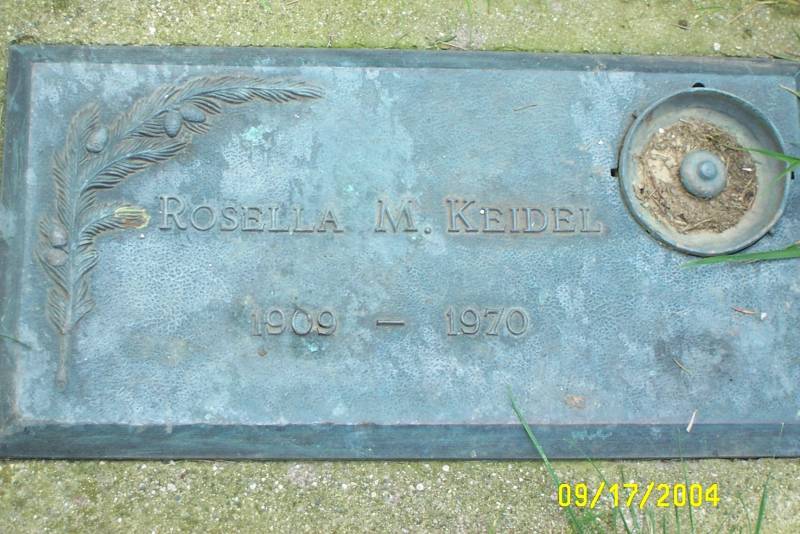 Rosella M. Keidel
1909 – 1970
09/17/2004